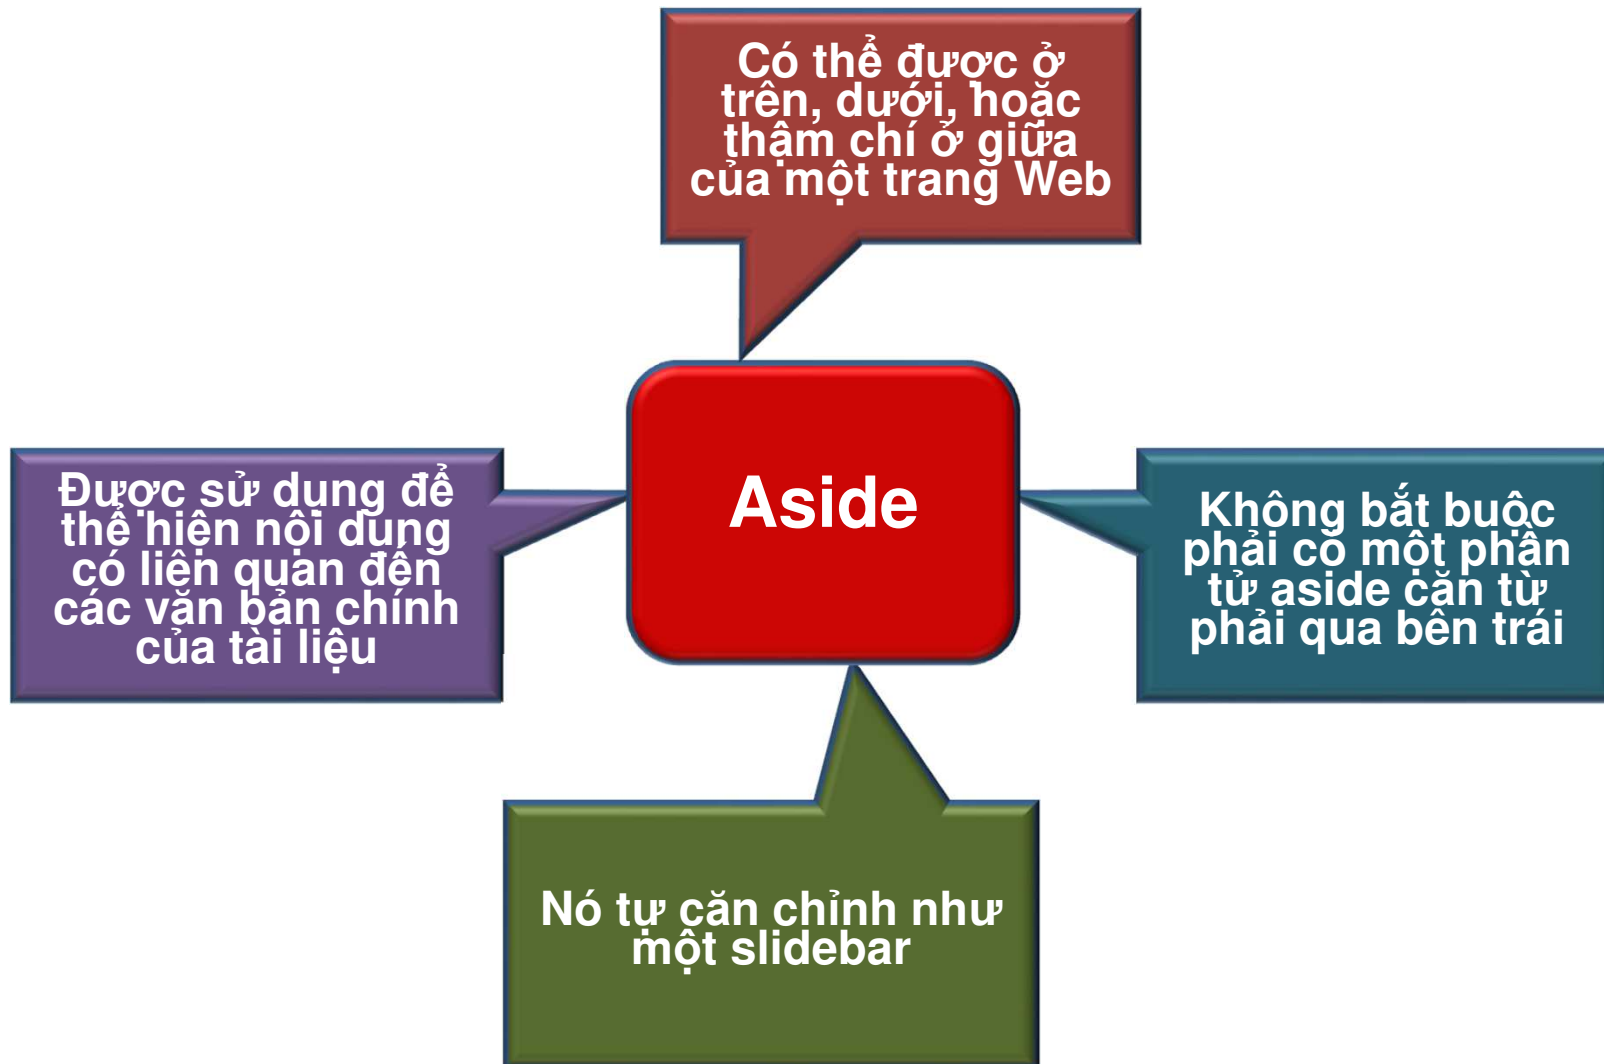 Có thể được ở
trên, dưới, hoặc
thậm chí ở giữa
của một trang Web
Aside
Được sử dụng để
thể hiện nội dung
có liên quan đến
các văn bản chính
của tài liệu
Không bắt buộc
phải có một phần
tử aside căn từ
phải qua bên trái
Nó tự căn chỉnh như
một slidebar